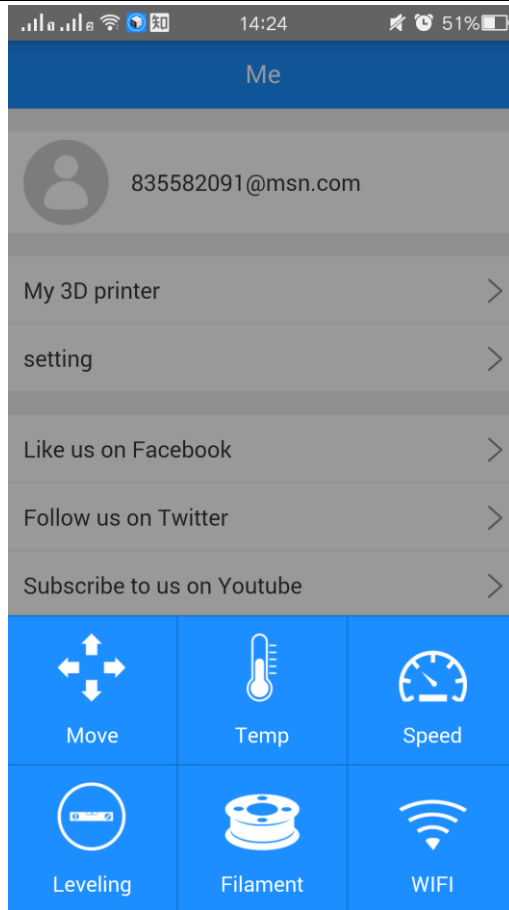 知 14:24 51%
Me
835582091@msn.com
My 3D printer
setting
Like us on Facebook
Follow us on Twitter
Subscribe to us on Youtube
Move Temp Speed
Leveling Filament WIFI